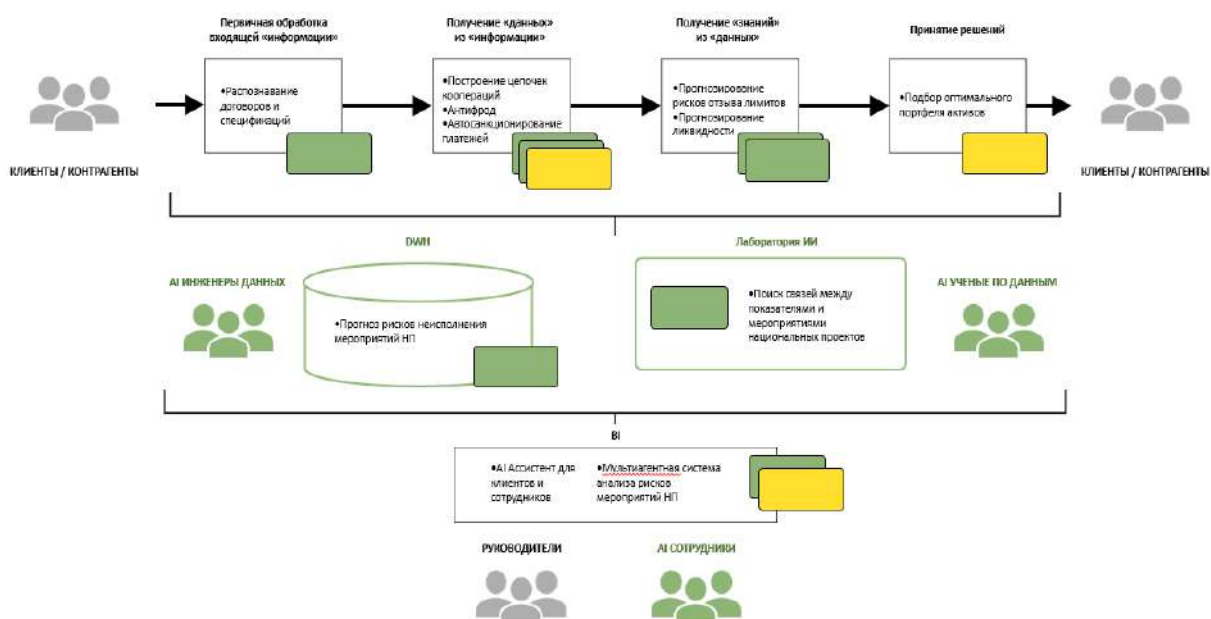 Первичная обработка
входящей «информации»
Получение «данных»
из «информации»
Получение «знаний»
из «данных»
Принятие решений
•Распознавание
договоров и
спецификаций
•Построение цепочек
коопераций
•Антифрод
•Автосанкционирование
платежей
•Прогнозирование
рисков отзыва лимитов
•Прогнозирование
ликвидности
•Подбор оптимального
портфеля активов
КЛИЕНТЫ / КОНТРАГЕНТЫ
КЛИЕНТЫ / КОНТРАГЕНТЫ
DWH
Лаборатория ИИ
AI ИНЖЕНЕРЫ ДАННЫХ
•Прогноз рисков неисполнения
мероприятий НП
•Поиск связей между
показателями и
мероприятиями
национальных проектов
AI УЧЕНЫЕ ПО ДАННЫМ
BI
•AI Ассистент для
клиентов и
сотрудников
•Мультиагентная система
анализа рисков
мероприятий НП
РУКОВОДИТЕЛИ
AI СОТРУДНИКИ